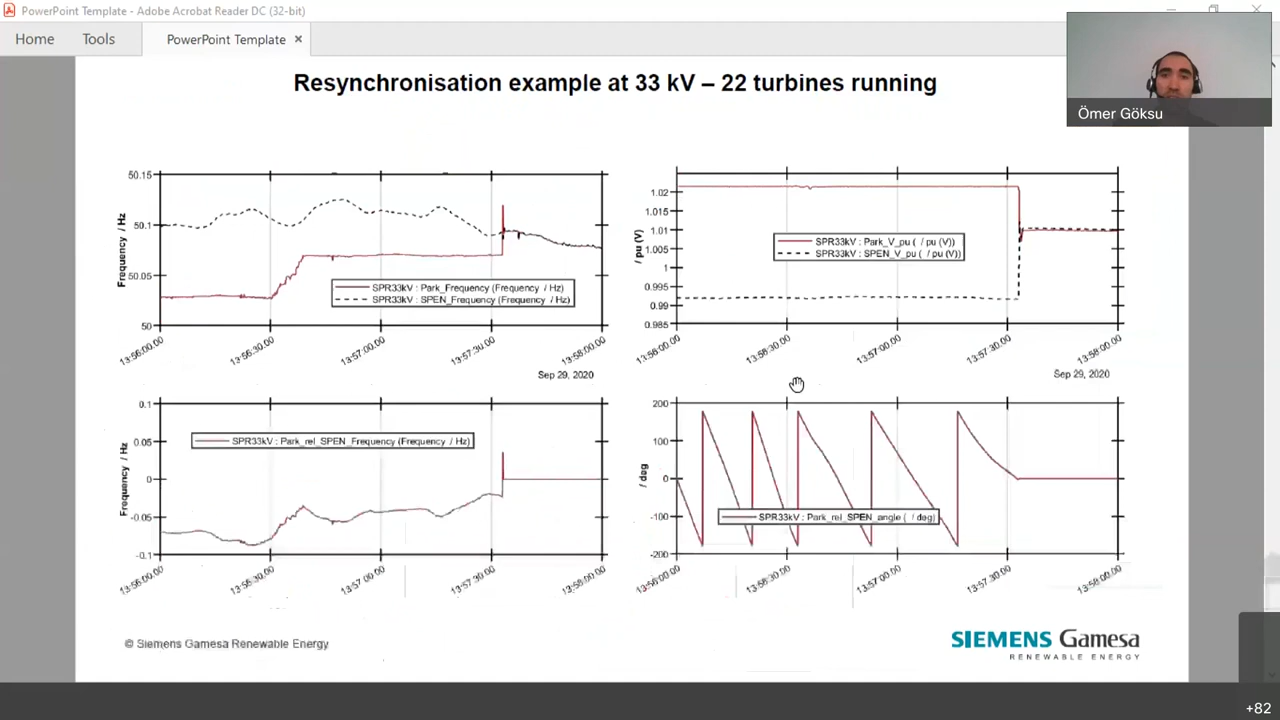 PowerPoint Template - Adobe Acrobat Reader DC (32-bit)
Home
Tools
PowerPoint Template
Ömer Göksu
Resynchronisation example at 33 kV – 22 turbines running
50.15
50.1
50.05
50
Frequency / Hz
SPR33kV : Park_Frequency (Frequency / Hz)
SPR33kV : SPEN_Frequency (Frequency / Hz)
13:56:00.00
13:56:30.00
13:57:00.00
13:57:30.00
13:58:00.00
Sep 29, 2020
1.02
1.015
1.01
1.005
1
0.995
0.99
0.985
/ pu (V)
SPR33kV : Park_V_pu ( / pu (V))
SPR33kV : SPEN_V_pu ( / pu (V))
13:56:00.00
13:56:30.00
13:57:00.00
13:57:30.00
13:58:00.00
Sep 29, 2020
0.1
0.05
0
-0.05
-0.1
Frequency / Hz
SPR33kV : Park_rel_SPEN_Frequency (Frequency / Hz)
13:56:00.00
13:56:30.00
13:57:00.00
13:57:30.00
13:58:00.00
200
100
0
-100
-200
/ deg
SPR33kV : Park_rel_SPEN_angle ( / deg)
13:56:00.00
13:56:30.00
13:57:00.00
13:57:30.00
13:58:00.00
© Siemens Gamesa Renewable Energy
SIEMENS Gamesa
RENEWABLE ENERGY
+82